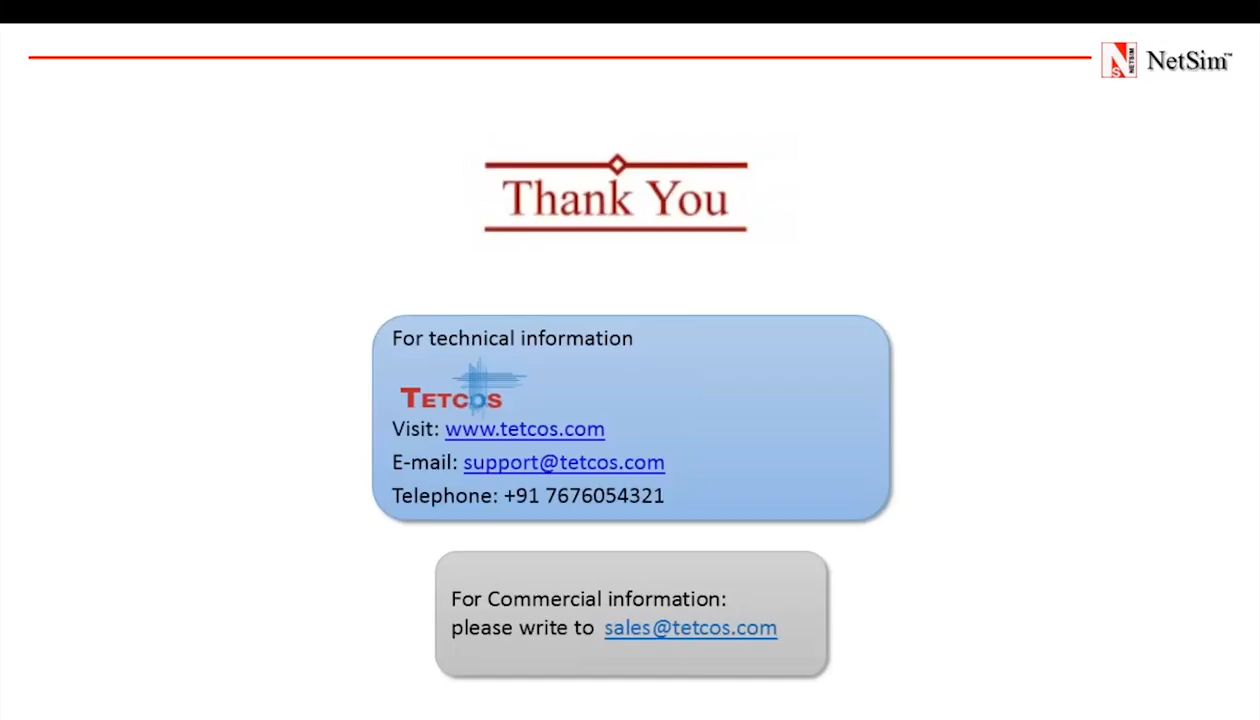 NETSIM
NetSim™
Thank You
For technical information
TETCOS
Visit: www.tetcos.com
E-mail: support@tetcos.com
Telephone: +91 7676054321
For Commercial information:
please write to sales@tetcos.com